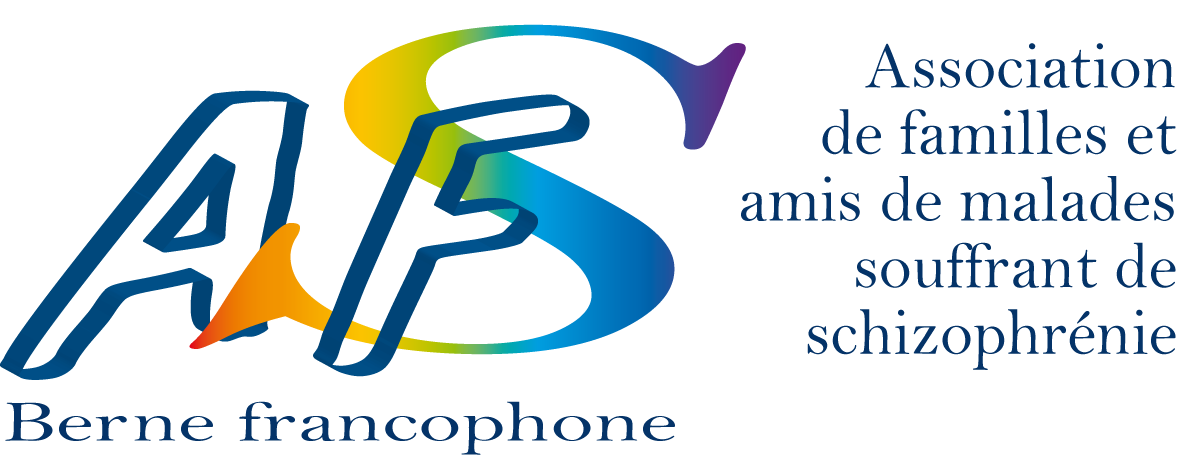 AFS
Berne francophone
Association
de familles et
amis de malades
souffrant de
schizophrénie